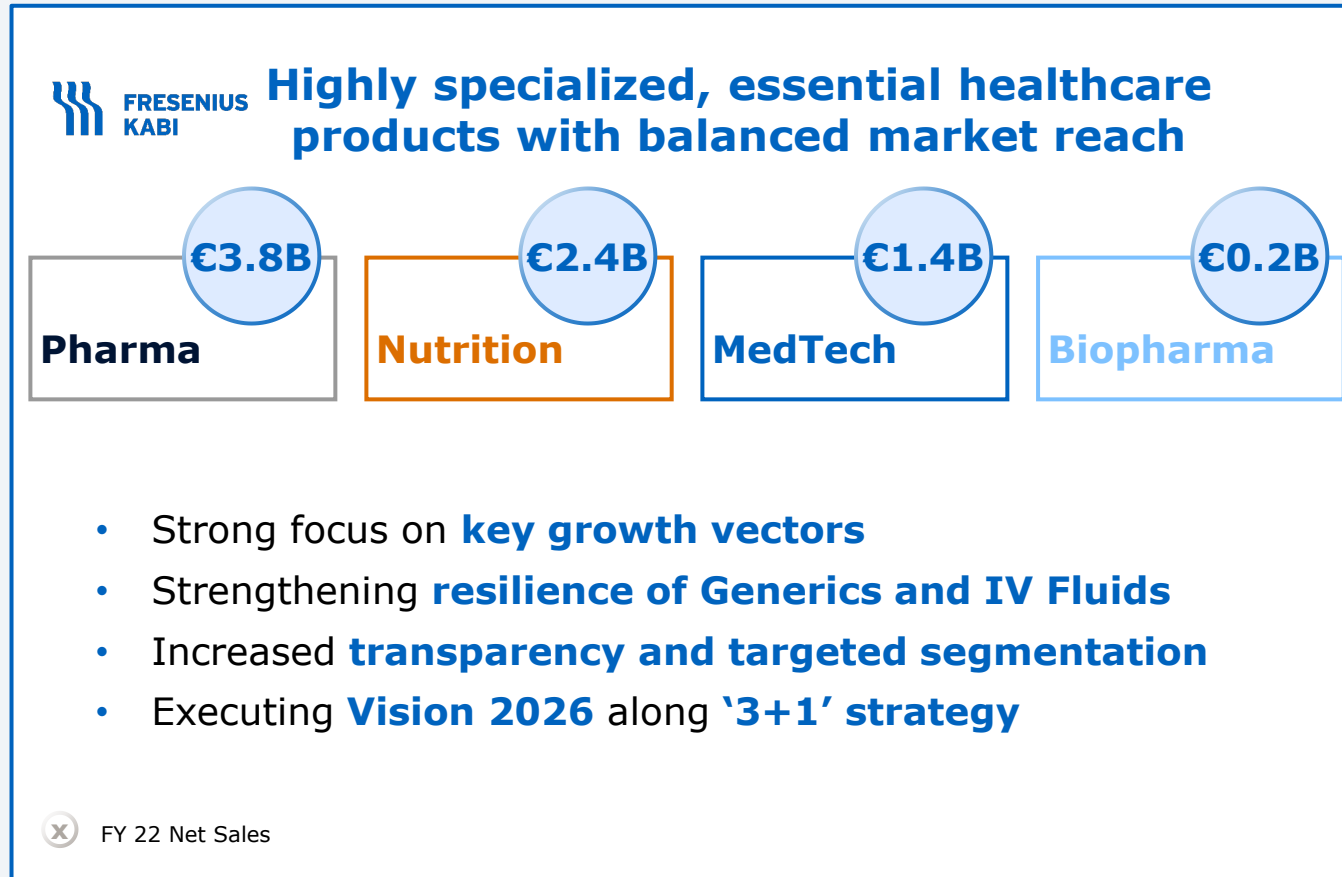 FRESENIUS
KABI
Highly specialized, essential healthcare
products with balanced market reach
€3.8B
Pharma
€2.4B
Nutrition
€1.4B
MedTech
€0.2B
Biopharma
• Strong focus on key growth vectors
• Strengthening resilience of Generics and IV Fluids
• Increased transparency and targeted segmentation
• Executing Vision 2026 along ‘3+1’ strategy
x FY 22 Net Sales